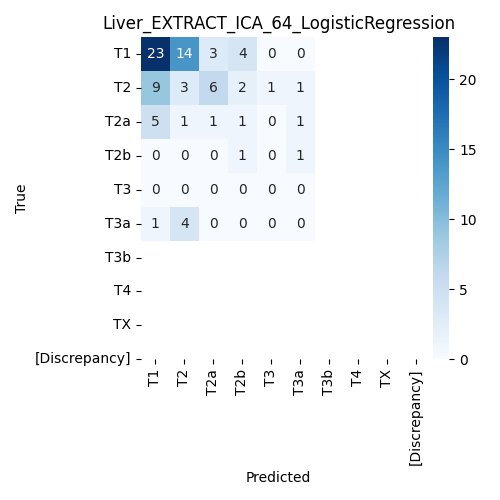 Liver_EXTRACT_ICA_64_LogisticRegression
True
T1 23 14 3 4 0 0
T2 9 3 6 2 1 1
T2a 5 1 1 1 0 1
T2b 0 0 0 1 0 1
T3 0 0 0 0 0 0
T3a 1 4 0 0 0 0
T3b
T4
TX
[Discrepancy]
T1 T2 T2a T2b T3 T3a T3b T4 TX [Discrepancy]
Predicted
20
15
10
5
0